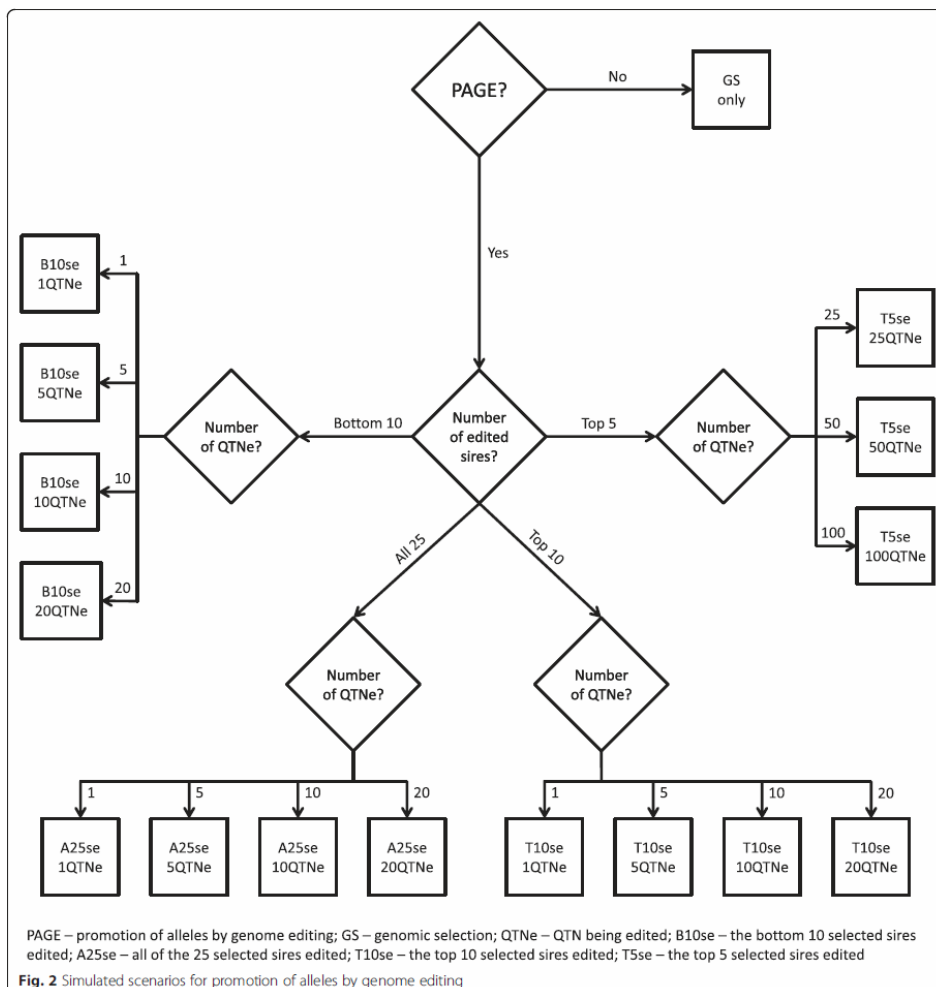 PAGE?
No
GS
only
Yes
Number
of edited
sires?
Bottom 10
Number
of QTNe?
1
B10se
1QTNe
5
B10se
5QTNe
10
B10se
10QTNe
20
B10se
20QTNe
Top 5
Number
of QTNe?
25
T5se
25QTNe
50
T5se
50QTNe
100
T5se
100QTNe
All 25
Number
of QTNe?
1
A25se
1QTNe
5
A25se
5QTNe
10
A25se
10QTNe
20
A25se
20QTNe
Top 10
Number
of QTNe?
1
T10se
1QTNe
5
T10se
5QTNe
10
T10se
10QTNe
20
T10se
20QTNe
PAGE – promotion of alleles by genome editing; GS – genomic selection; QTNe – QTN being edited; B10se – the bottom 10 selected sires
edited; A25se – all of the 25 selected sires edited; T10se – the top 10 selected sires edited; T5se – the top 5 selected sires edited
Fig. 2 Simulated scenarios for promotion of alleles by genome editing